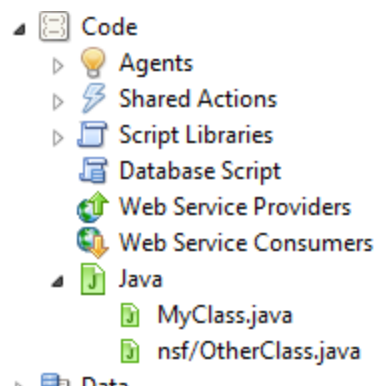 Code
Agents
Shared Actions
Script Libraries
Database Script
Web Service Providers
Web Service Consumers
Java
MyClass.java
nsf/OtherClass.java
Data